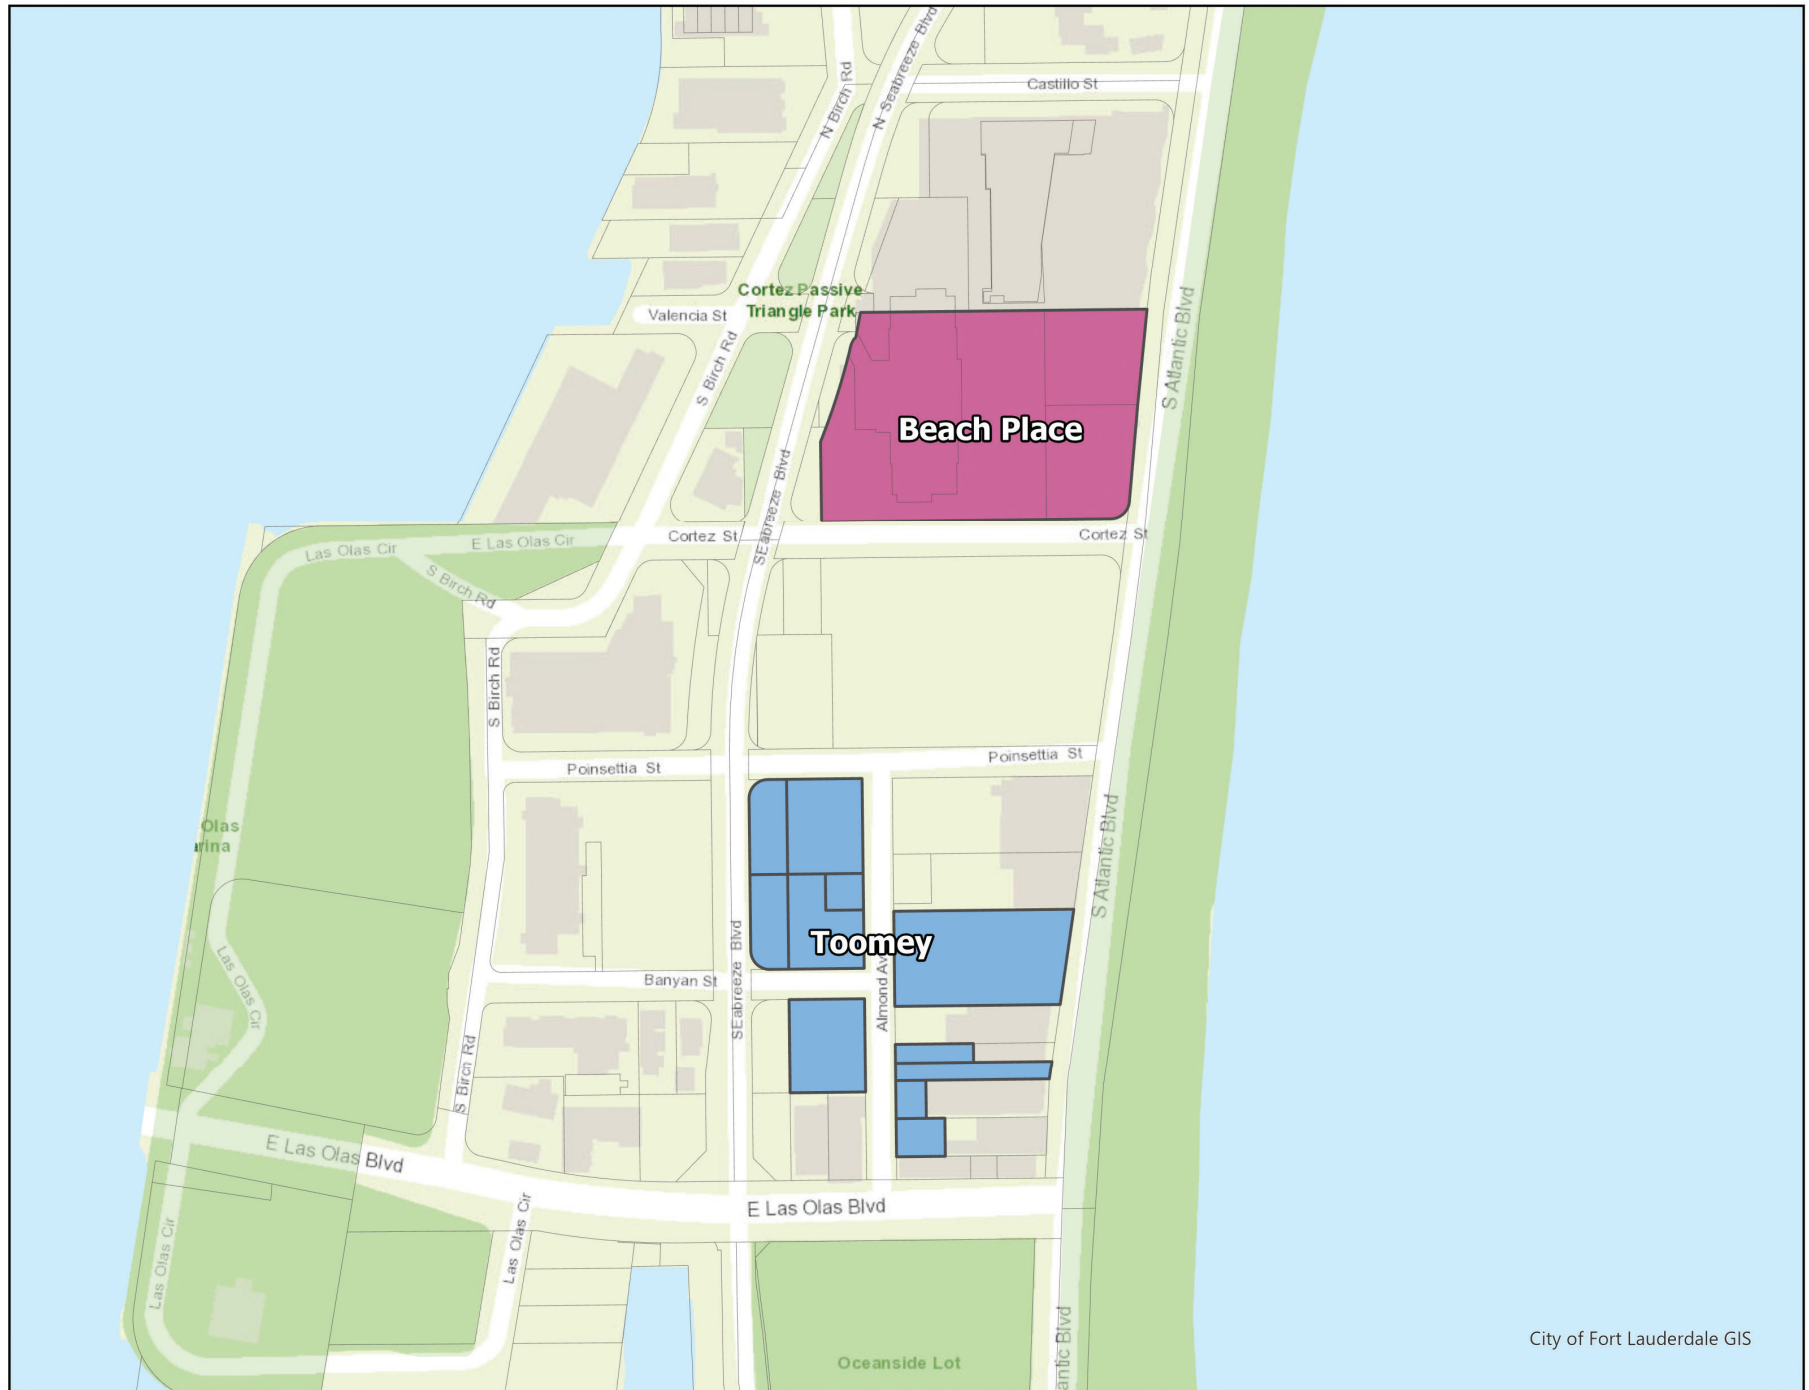 N Seabreeze Blvd
Castillo St
N Birch Rd
Cortez Passive
Triangle Park
Valencia St
S Birch Rd
S Atlantic Blvd
Beach Place
SEabreeze Blvd
Cortez St
Cortez St
Las Olas Cir
E Las Olas Cir
S Birch Rd
S Birch Rd
Poinsettia St
Poinsettia St
Olas
arina
S Atlantic Blvd
Toomey
SEabreeze Blvd
Banyan St
Almond Av
Las Olas Cir
S Birch Rd
E Las Olas Blvd
E Las Olas Blvd
Las Olas Cir
Las Olas Cir
antic Blvd
City of Fort Lauderdale GIS
Oceanside Lot